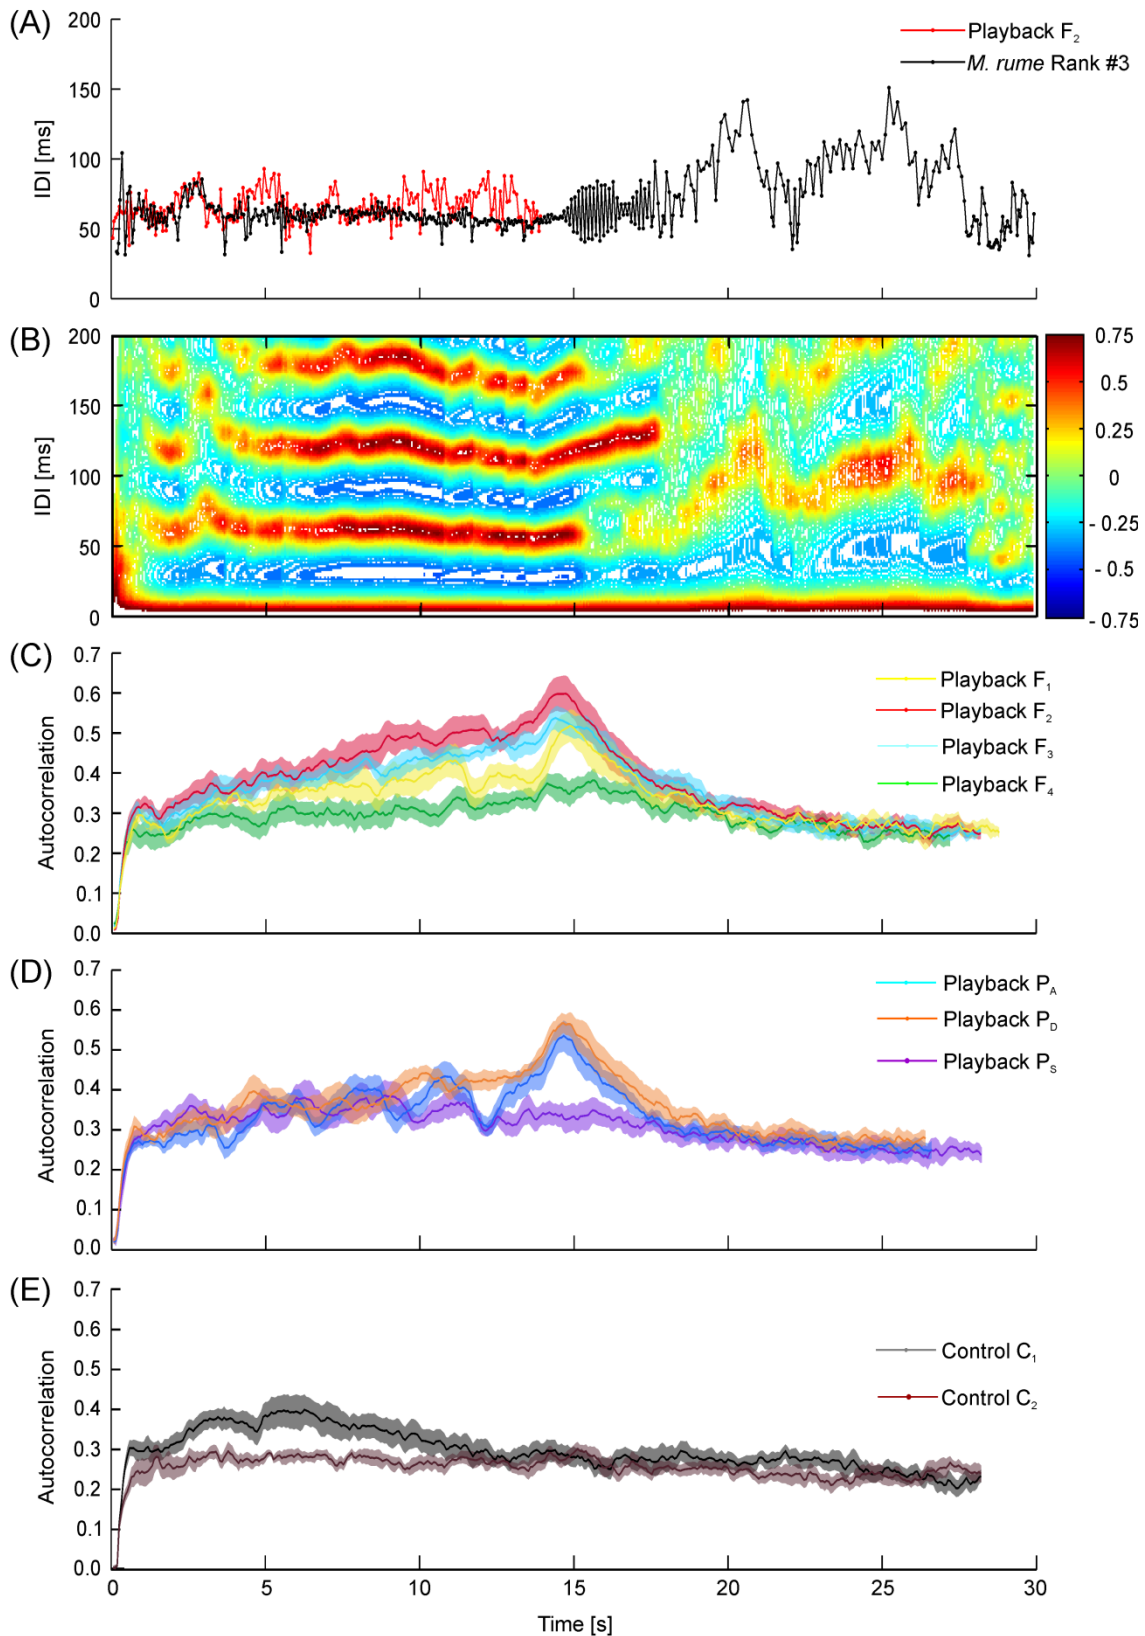 (A)
IDI [ms]
200
150
100
50
0
Playback F₂
M. rume Rank #3
(B)
IDI [ms]
200
150
100
50
0
0.75
0.5
0.25
0
- 0.25
- 0.5
- 0.75
(C)
Autocorrelation
0.7
0.6
0.5
0.4
0.3
0.2
0.1
0.0
Playback F₁
Playback F₂
Playback F₃
Playback F₄
(D)
Autocorrelation
0.7
0.6
0.5
0.4
0.3
0.2
0.1
0.0
Playback P_A
Playback P_D
Playback P_S
(E)
Autocorrelation
0.7
0.6
0.5
0.4
0.3
0.2
0.1
0.0
Control C₁
Control C₂
0 5 10 15 20 25 30
Time [s]